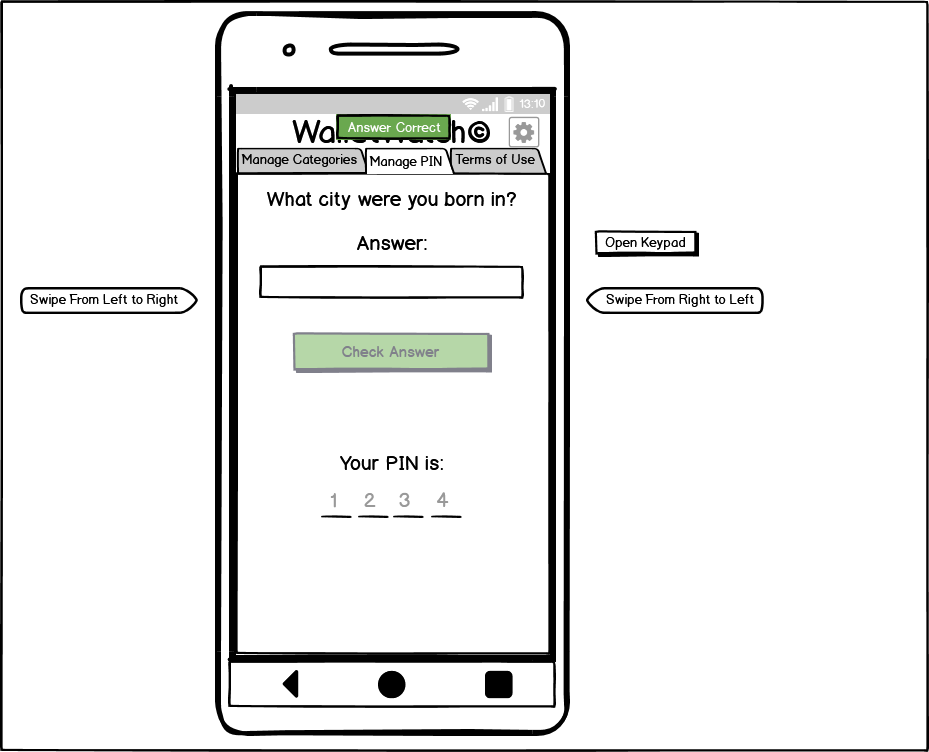 13:10
WalletWatch©
Answer Correct
Manage Categories Manage PIN Terms of Use
What city were you born in?
Answer:
Open Keypad
Swipe From Left to Right
Swipe From Right to Left
Check Answer
Your PIN is:
1 2 3 4